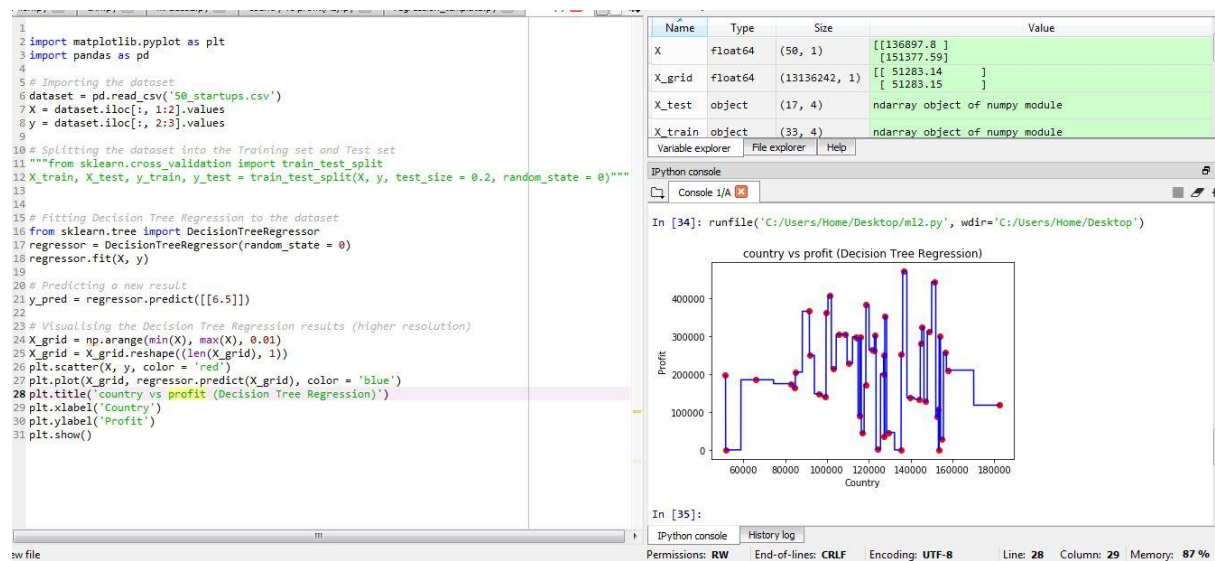 1
2 import matplotlib.pyplot as plt
3 import pandas as pd
4
5 # Importing the dataset
6 dataset = pd.read_csv('50_startups.csv')
7 X = dataset.iloc[:, 1:2].values
8 y = dataset.iloc[:, 2:3].values
9
10 # Splitting the dataset into the Training set and Test set
11 """from sklearn.cross_validation import train_test_split
12 X_train, X_test, y_train, y_test = train_test_split(X, y, test_size = 0.2, random_state = 0)"""
13
14
15 # Fitting Decision Tree Regression to the dataset
16 from sklearn.tree import DecisionTreeRegressor
17 regressor = DecisionTreeRegressor(random_state = 0)
18 regressor.fit(X, y)
19
20 # Predicting a new result
21 y_pred = regressor.predict([[6.5]])
22
23 # Visualising the Decision Tree Regression results (higher resolution)
24 X_grid = np.arange(min(X), max(X), 0.01)
25 X_grid = X_grid.reshape((len(X_grid), 1))
26 plt.scatter(X, y, color = 'red')
27 plt.plot(X_grid, regressor.predict(X_grid), color = 'blue')
28 plt.title('country vs profit (Decision Tree Regression)')
29 plt.xlabel('Country')
30 plt.ylabel('Profit')
31 plt.show()
ew file
Name Type Size Value
X float64 (50, 1) [[136897.8 ]
[151377.59]
X_grid float64 (13136242, 1) [[ 51283.14 ]
[ 51283.15 ]
X_test object (17, 4) ndarray object of numpy module
X_train object (33, 4) ndarray object of numpy module
Variable explorer File explorer Help
IPython console
Console 1/A
In [34]: runfile('C:/Users/Home/Desktop/ml2.py', wdir='C:/Users/Home/Desktop')
country vs profit (Decision Tree Regression)
400000
300000
200000
100000
0
Profit
60000 80000 100000 120000 140000 160000 180000
Country
In [35]:
IPython console History log
Permissions: RW End-of-lines: CRLF Encoding: UTF-8 Line: 28 Column: 29 Memory: 87 %